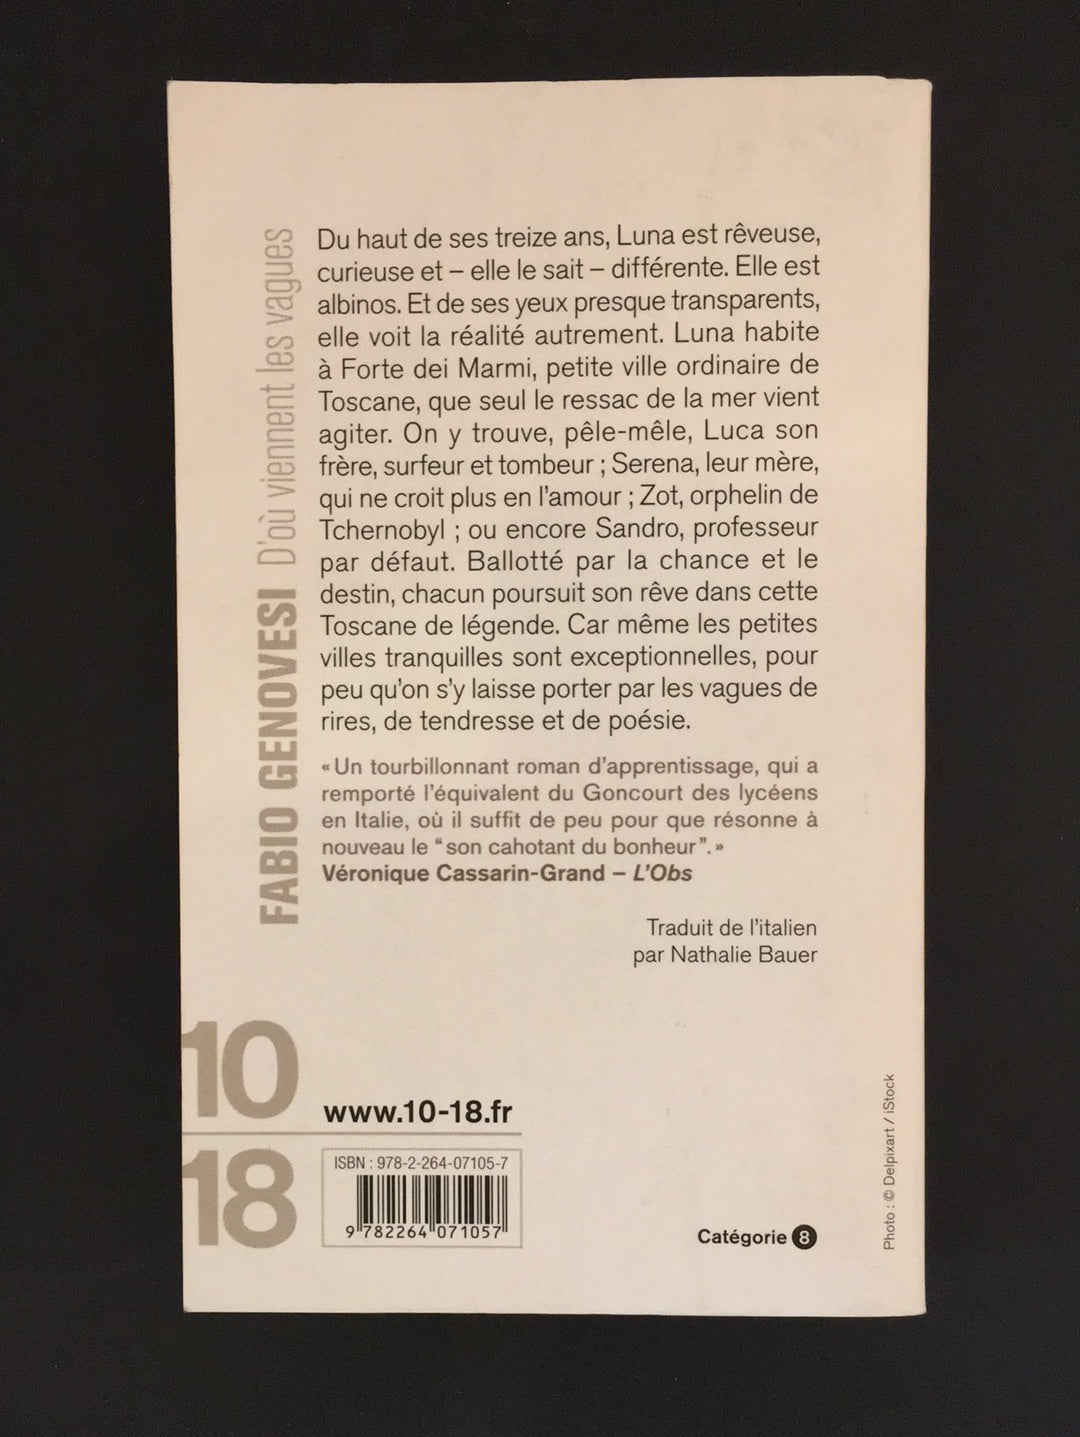 FABIO GENOVESI D'où viennent les vagues
Du haut de ses treize ans, Luna est rêveuse,
curieuse et – elle le sait – différente. Elle est
albinos. Et de ses yeux presque transparents,
elle voit la réalité autrement. Luna habite
à Forte dei Marmi, petite ville ordinaire de
Toscane, que seul le ressac de la mer vient
agiter. On y trouve, pêle-mêle, Luca son
frère, surfeur et tombeur ; Serena, leur mère,
qui ne croit plus en l'amour ; Zot, orphelin de
Tchernobyl ; ou encore Sandro, professeur
par défaut. Ballotté par la chance et le
destin, chacun poursuit son rêve dans cette
Toscane de légende. Car même les petites
villes tranquilles sont exceptionnelles, pour
peu qu'on s'y laisse porter par les vagues de
rires, de tendresse et de poésie.
« Un tourbillonnant roman d'apprentissage, qui a
remporté l'équivalent du Goncourt des lycéens
en Italie, où il suffit de peu pour que résonne à
nouveau le “ son cahotant du bonheur ”. »
Véronique Cassarin-Grand – L'Obs
Traduit de l'italien
par Nathalie Bauer
10
18
www.10-18.fr
ISBN : 978-2-264-07105-7
9 782264 071057
Catégorie 8
Photo : © Delpixart / iStock